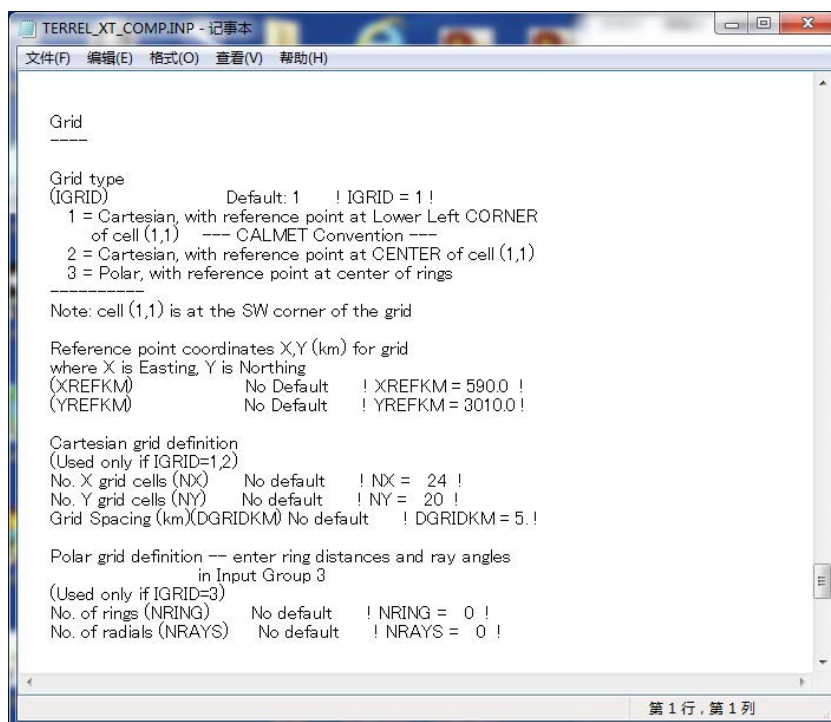 TERREL_XT_COMP.INP - 记事本
文件(F) 编辑(E) 格式(O) 查看(V) 帮助(H)
Grid
----
Grid type
(IGRID) Default: 1 ! IGRID = 1 !
1 = Cartesian, with reference point at Lower Left CORNER
of cell (1,1) --- CALMET Convention ---
2 = Cartesian, with reference point at CENTER of cell (1,1)
3 = Polar, with reference point at center of rings
----------
Note: cell (1,1) is at the SW corner of the grid
Reference point coordinates X,Y (km) for grid
where X is Easting, Y is Northing
(XREFKM) No Default ! XREFKM = 590.0 !
(YREFKM) No Default ! YREFKM = 3010.0 !
Cartesian grid definition
(Used only if IGRID=1,2)
No. X grid cells (NX) No default ! NX = 24 !
No. Y grid cells (NY) No default ! NY = 20 !
Grid Spacing (km)(DGRIDKM) No default ! DGRIDKM = 5. !
Polar grid definition -- enter ring distances and ray angles
in Input Group 3
(Used only if IGRID=3)
No. of rings (NRING) No default ! NRING = 0 !
No. of radials (NRAYS) No default ! NRAYS = 0 !
第 1 行，第 1 列